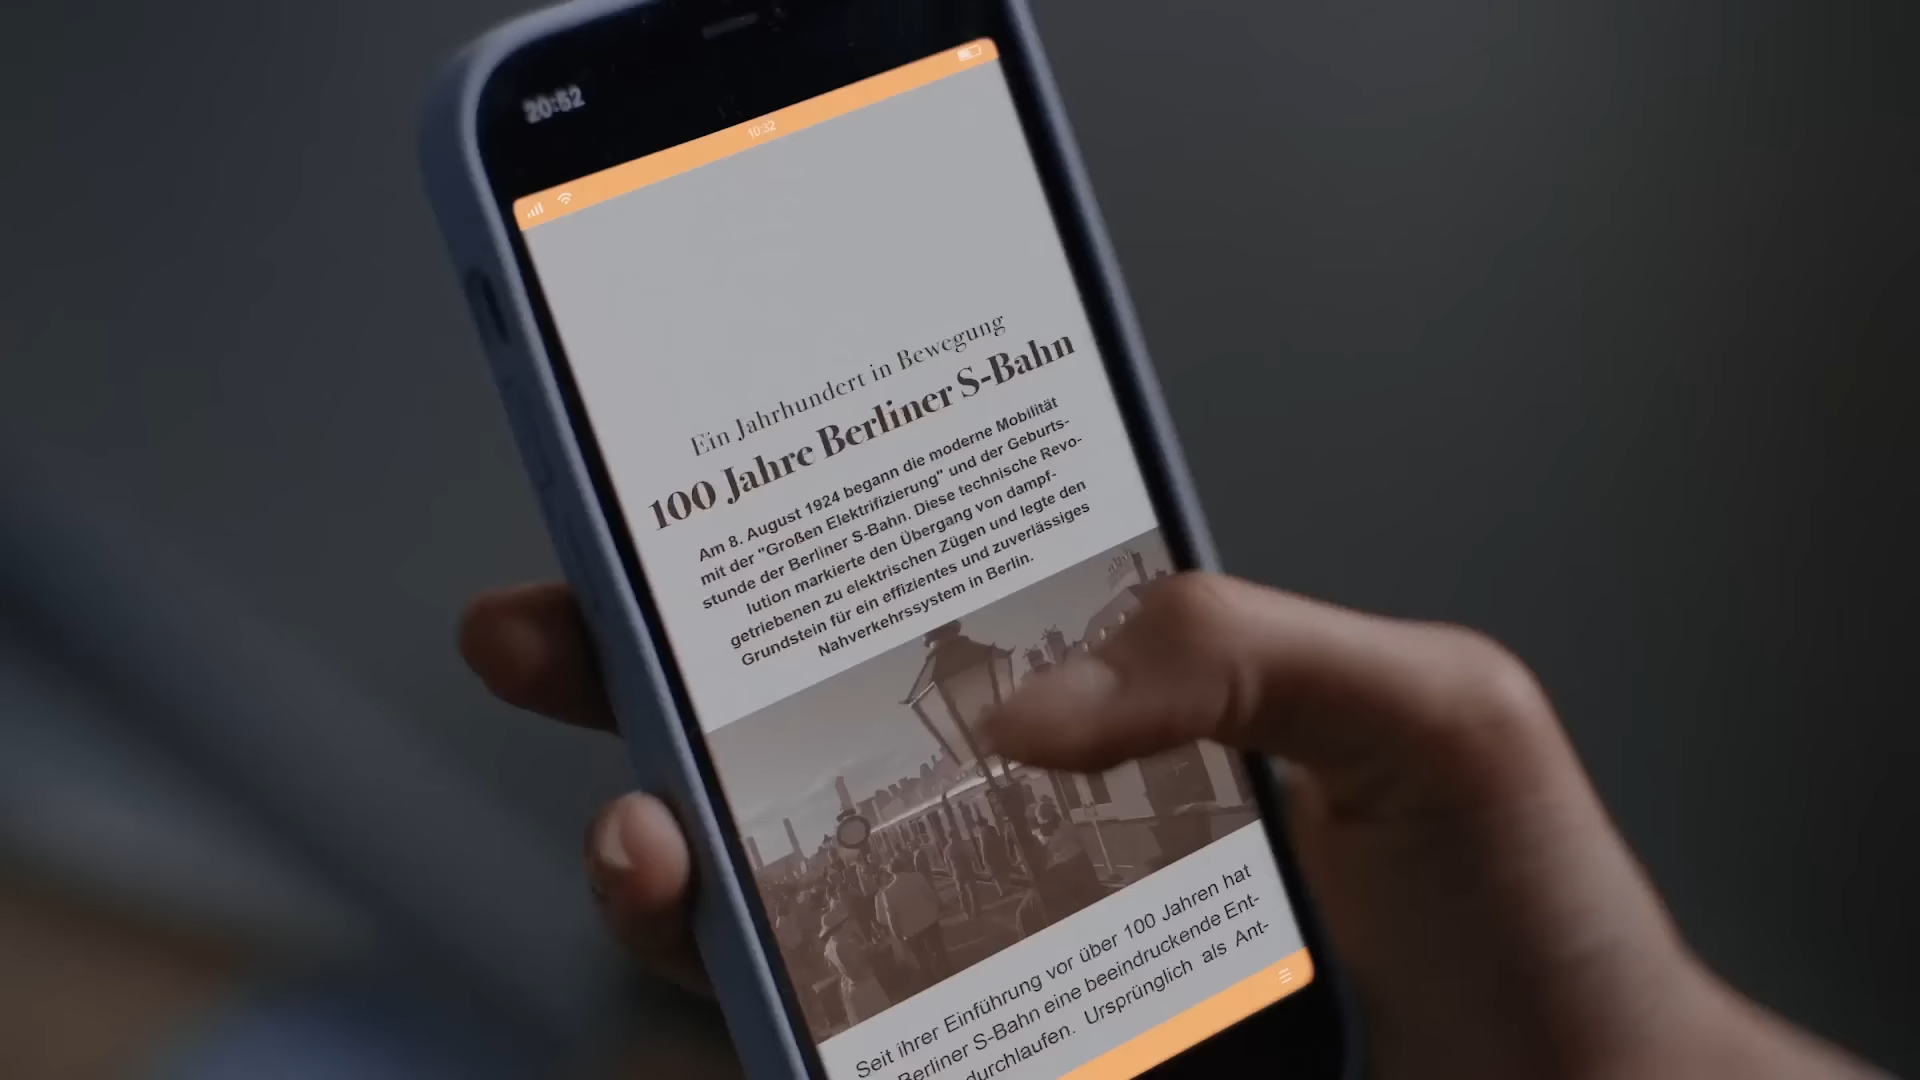 20:52
10:32
Ein Jahrhundert in Bewegung
100 Jahre Berliner S-Bahn
Am 8. August 1924 begann die moderne Mobilität
mit der "Großen Elektrifizierung" und der Geburts-
stunde der Berliner S-Bahn. Diese technische Revo-
lution markierte den Übergang von dampf-
getriebenen zu elektrischen Zügen und legte den
Grundstein für ein effizientes und zuverlässiges
Nahverkehrssystem in Berlin.
Seit ihrer Einführung vor über 100 Jahren hat
Berliner S-Bahn eine beeindruckende Ent-
durchlaufen. Ursprünglich als Ant-